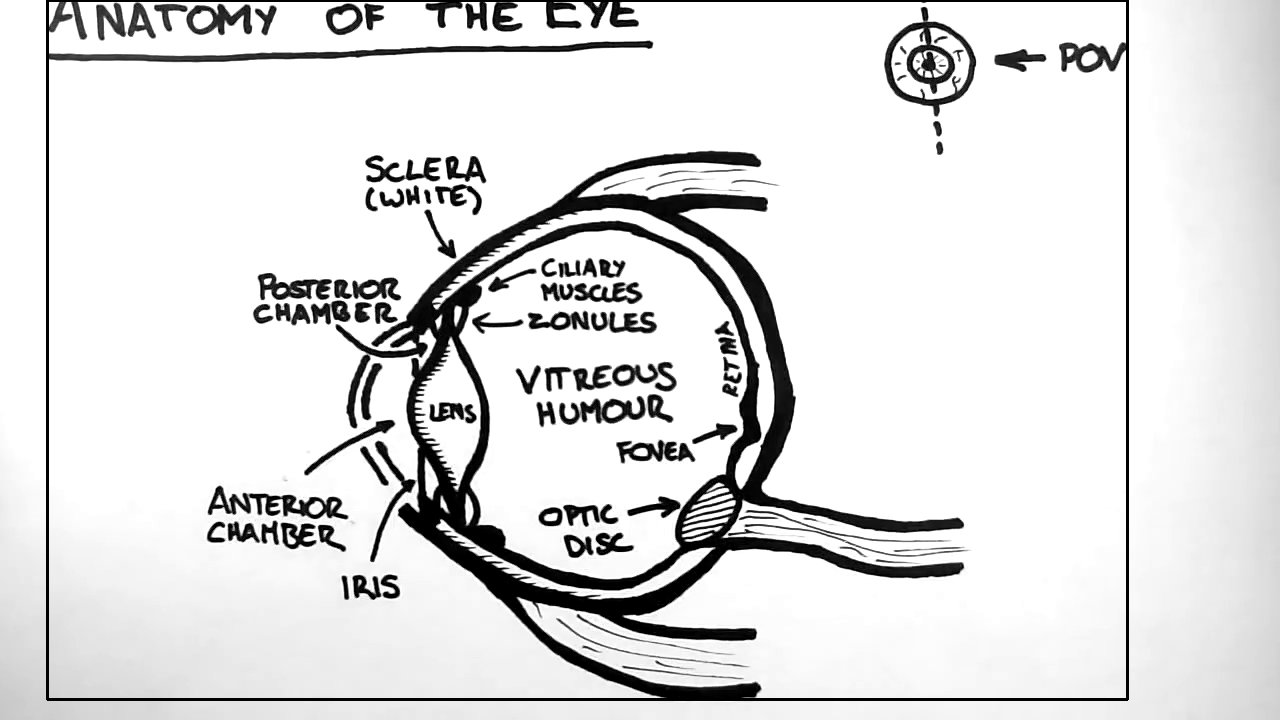 ANATOMY OF THE EYE
POV
SCLERA
(WHITE)
CILIARY
MUSCLES
POSTERIOR
CHAMBER
ZONULES
RETINA
VITREOUS
HUMOUR
LENS
FOVEA
ANTERIOR
CHAMBER
OPTIC
DISC
IRIS